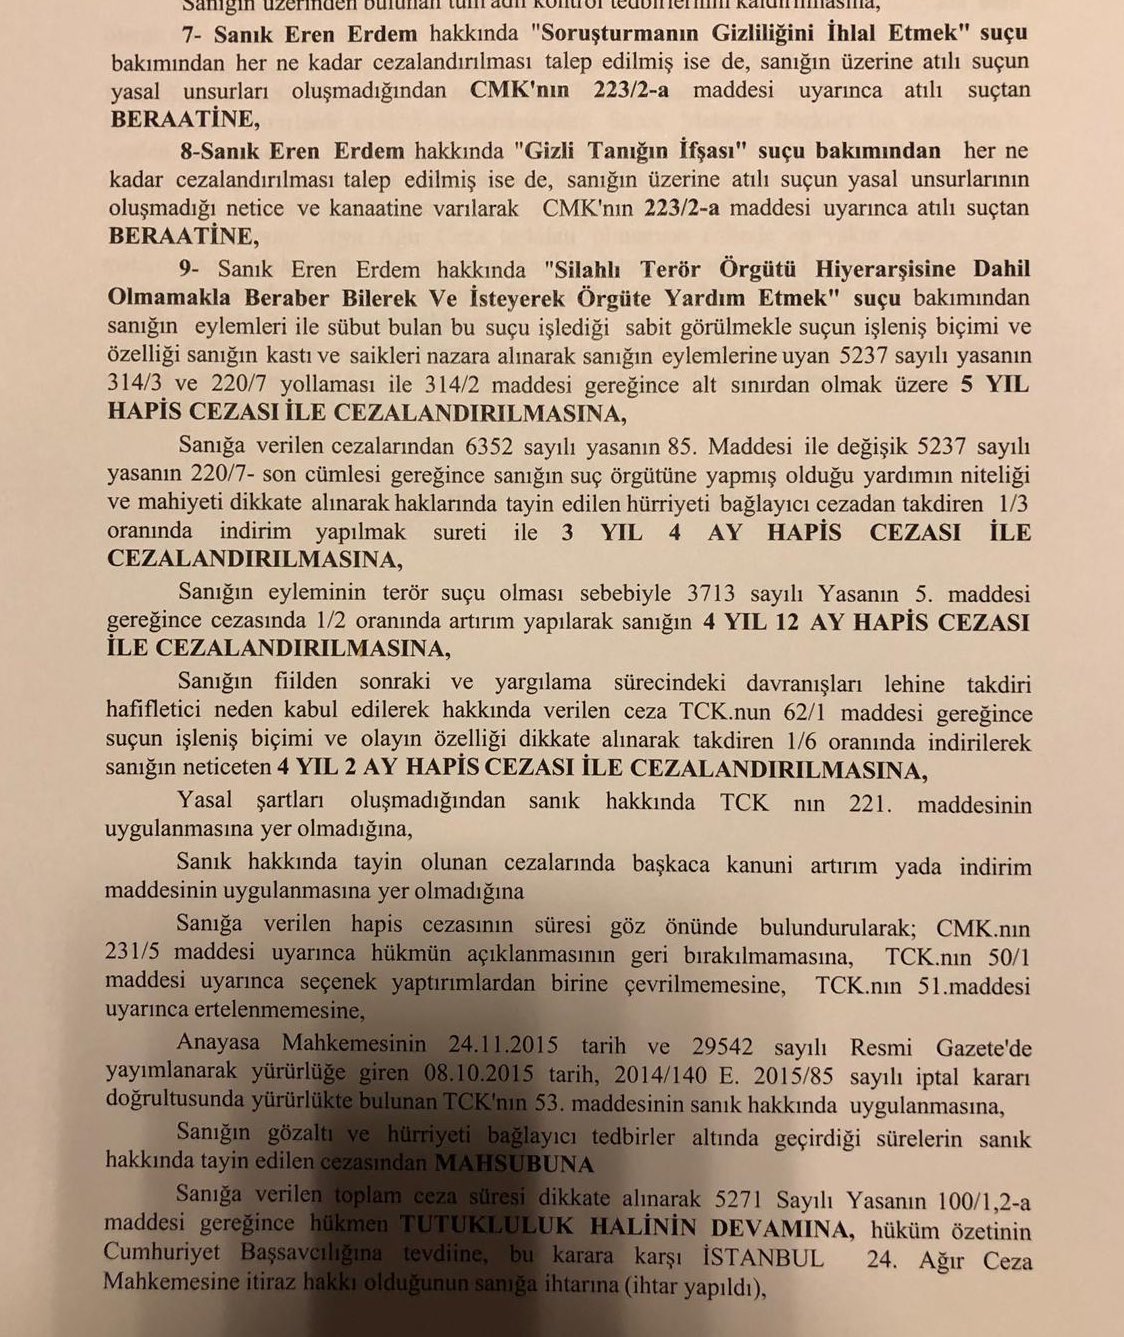 Sanığın üzerinden bulunan tüm adli kontrol tedbirlerinin kaldırılmasına,
7- Sanık Eren Erdem hakkında "Soruşturmanın Gizliliğini İhlal Etmek" suçu
bakımından her ne kadar cezalandırılması talep edilmiş ise de, sanığın üzerine atılı suçun
yasal unsurları oluşmadığından CMK'nın 223/2-a maddesi uyarınca atılı suçtan
BERAATİNE,
8-Sanık Eren Erdem hakkında "Gizli Tanığın İfşası" suçu bakımından her ne
kadar cezalandırılması talep edilmiş ise de, sanığın üzerine atılı suçun yasal unsurlarının
oluşmadığı netice ve kanaatine varılarak CMK'nın 223/2-a maddesi uyarınca atılı suçtan
BERAATİNE,
9- Sanık Eren Erdem hakkında "Silahlı Terör Örgütü Hiyerarşisine Dahil
Olmamakla Beraber Bilerek Ve İsteyerek Örgüte Yardım Etmek" suçu bakımından
sanığın eylemleri ile sübut bulan bu suçu işlediği sabit görülmekle suçun işleniş biçimi ve
özelliği sanığın kastı ve saikleri nazara alınarak sanığın eylemlerine uyan 5237 sayılı yasanın
314/3 ve 220/7 yollaması ile 314/2 maddesi gereğince alt sınırdan olmak üzere 5 YIL
HAPİS CEZASI İLE CEZALANDIRILMASINA,
Sanığa verilen cezalarından 6352 sayılı yasanın 85. Maddesi ile değişik 5237 sayılı
yasanın 220/7- son cümlesi gereğince sanığın suç örgütüne yapmış olduğu yardımın niteliği
ve mahiyeti dikkate alınarak haklarında tayin edilen hürriyeti bağlayıcı cezadan takdiren 1/3
oranında indirim yapılmak sureti ile 3 YIL 4 AY HAPİS CEZASI İLE
CEZALANDIRILMASINA,
Sanığın eyleminin terör suçu olması sebebiyle 3713 sayılı Yasanın 5. maddesi
gereğince cezasında 1/2 oranında artırım yapılarak sanığın 4 YIL 12 AY HAPİS CEZASI
İLE CEZALANDIRILMASINA,
Sanığın fiilden sonraki ve yargılama sürecindeki davranışları lehine takdiri
hafifletici neden kabul edilerek hakkında verilen ceza TCK.nun 62/1 maddesi gereğince
suçun işleniş biçimi ve olayın özelliği dikkate alınarak takdiren 1/6 oranında indirilerek
sanığın neticeten 4 YIL 2 AY HAPİS CEZASI İLE CEZALANDIRILMASINA,
Yasal şartları oluşmadığından sanık hakkında TCK nın 221. maddesinin
uygulanmasına yer olmadığına,
Sanık hakkında tayin olunan cezalarında başkaca kanuni artırım yada indirim
maddesinin uygulanmasına yer olmadığına
Sanığa verilen hapis cezasının süresi göz önünde bulundurularak; CMK.nın
231/5 maddesi uyarınca hükmün açıklanmasının geri bırakılmamasına, TCK.nın 50/1
maddesi uyarınca seçenek yaptırımlardan birine çevrilmemesine, TCK.nın 51.maddesi
uyarınca ertelenmemesine,
Anayasa Mahkemesinin 24.11.2015 tarih ve 29542 sayılı Resmi Gazete'de
yayımlanarak yürürlüğe giren 08.10.2015 tarih, 2014/140 E. 2015/85 sayılı iptal kararı
doğrultusunda yürürlükte bulunan TCK'nın 53. maddesinin sanık hakkında uygulanmasına,
Sanığın gözaltı ve hürriyeti bağlayıcı tedbirler altında geçirdiği sürelerin sanık
hakkında tayin edilen cezasından MAHSUBUNA
Sanığa verilen toplam ceza süresi dikkate alınarak 5271 Sayılı Yasanın 100/1,2-a
maddesi gereğince hükmen TUTUKLULUK HALİNİN DEVAMINA, hüküm özetinin
Cumhuriyet Başsavcılığına tevdiine, bu karara karşı İSTANBUL 24. Ağır Ceza
Mahkemesine itiraz hakkı olduğunun sanığa ihtarına (ihtar yapıldı),